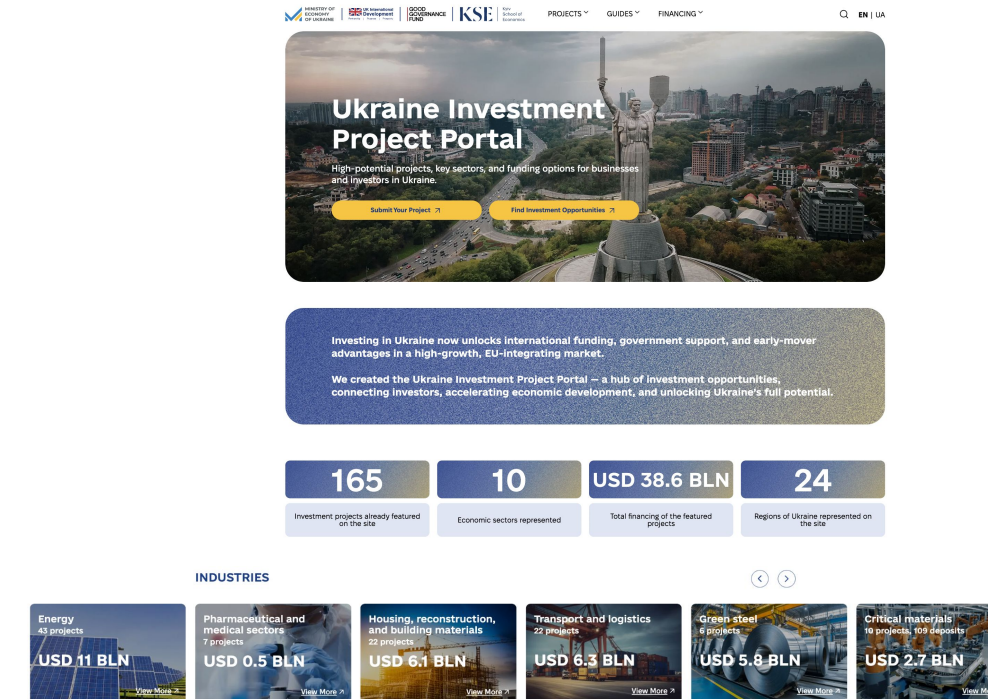 MINISTRY OF
ECONOMY
OF UKRAINE
UK International
Development
GOOD
GOVERNANCE
FUND
KSE
Kyiv
School of
Economics
PROJECTS
GUIDES
FINANCING
EN | UA
Ukraine Investment
Project Portal
High-potential projects, key sectors, and funding options for businesses
and investors in Ukraine.
Submit Your Project
Find Investment Opportunities
Investing in Ukraine now unlocks international funding, government support, and early-mover
advantages in a high-growth, EU-integrating market.
We created the Ukraine Investment Project Portal – a hub of investment opportunities,
connecting investors, accelerating economic development, and unlocking Ukraine's full potential.
165
Investment projects already featured
on the site
10
Economic sectors represented
USD 38.6 BLN
Total financing of the featured
projects
24
Regions of Ukraine represented on
the site
INDUSTRIES
Energy
43 projects
USD 11 BLN
View More
Pharmaceutical and
medical sectors
7 projects
USD 0.5 BLN
View More
Housing, reconstruction,
and building materials
22 projects
USD 6.1 BLN
View More
Transport and logistics
22 projects
USD 6.3 BLN
View More
Green steel
6 projects
USD 5.8 BLN
View More
Critical materials
10 projects, 109 deposits
USD 2.7 BLN
View M